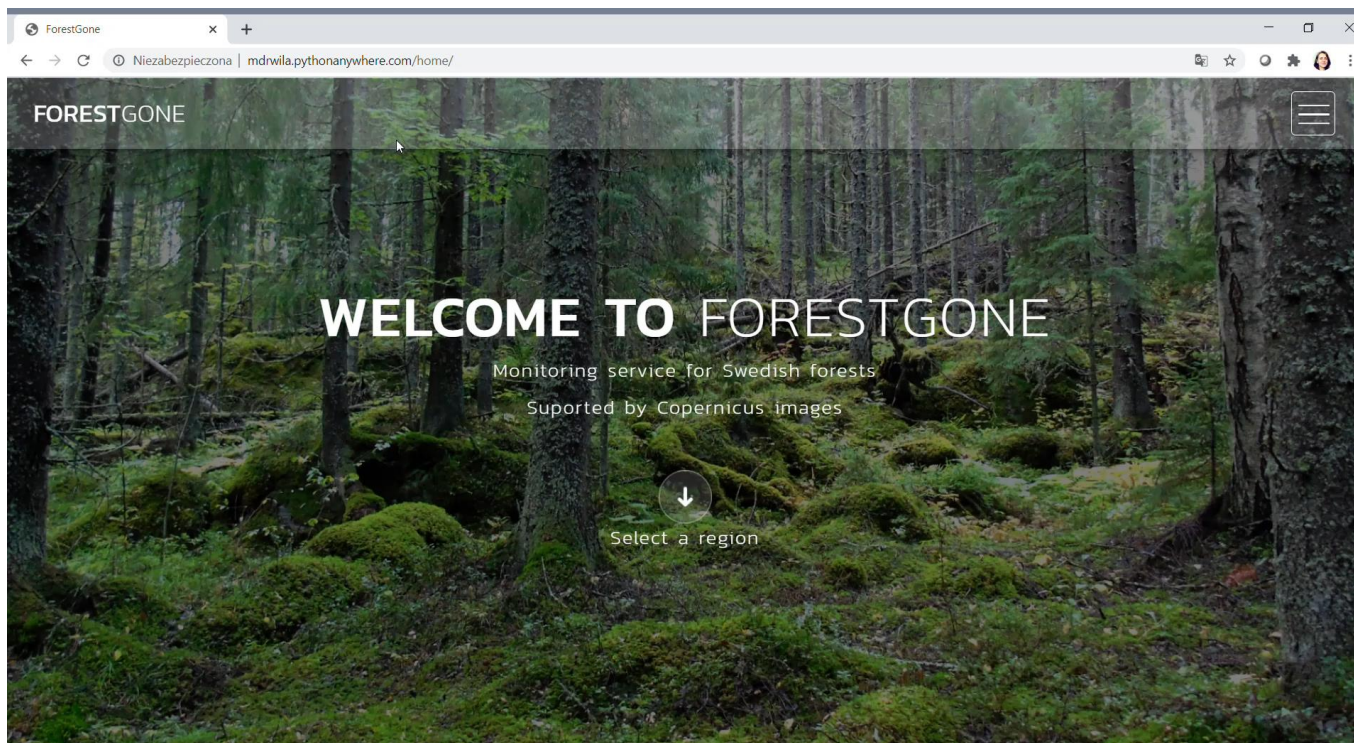 ForestGone
Niezabezpieczona | mdrwila.pythonanywhere.com/home/
FORESTGONE
WELCOME TO FORESTGONE
Monitoring service for Swedish forests
Suported by Copernicus images
Select a region